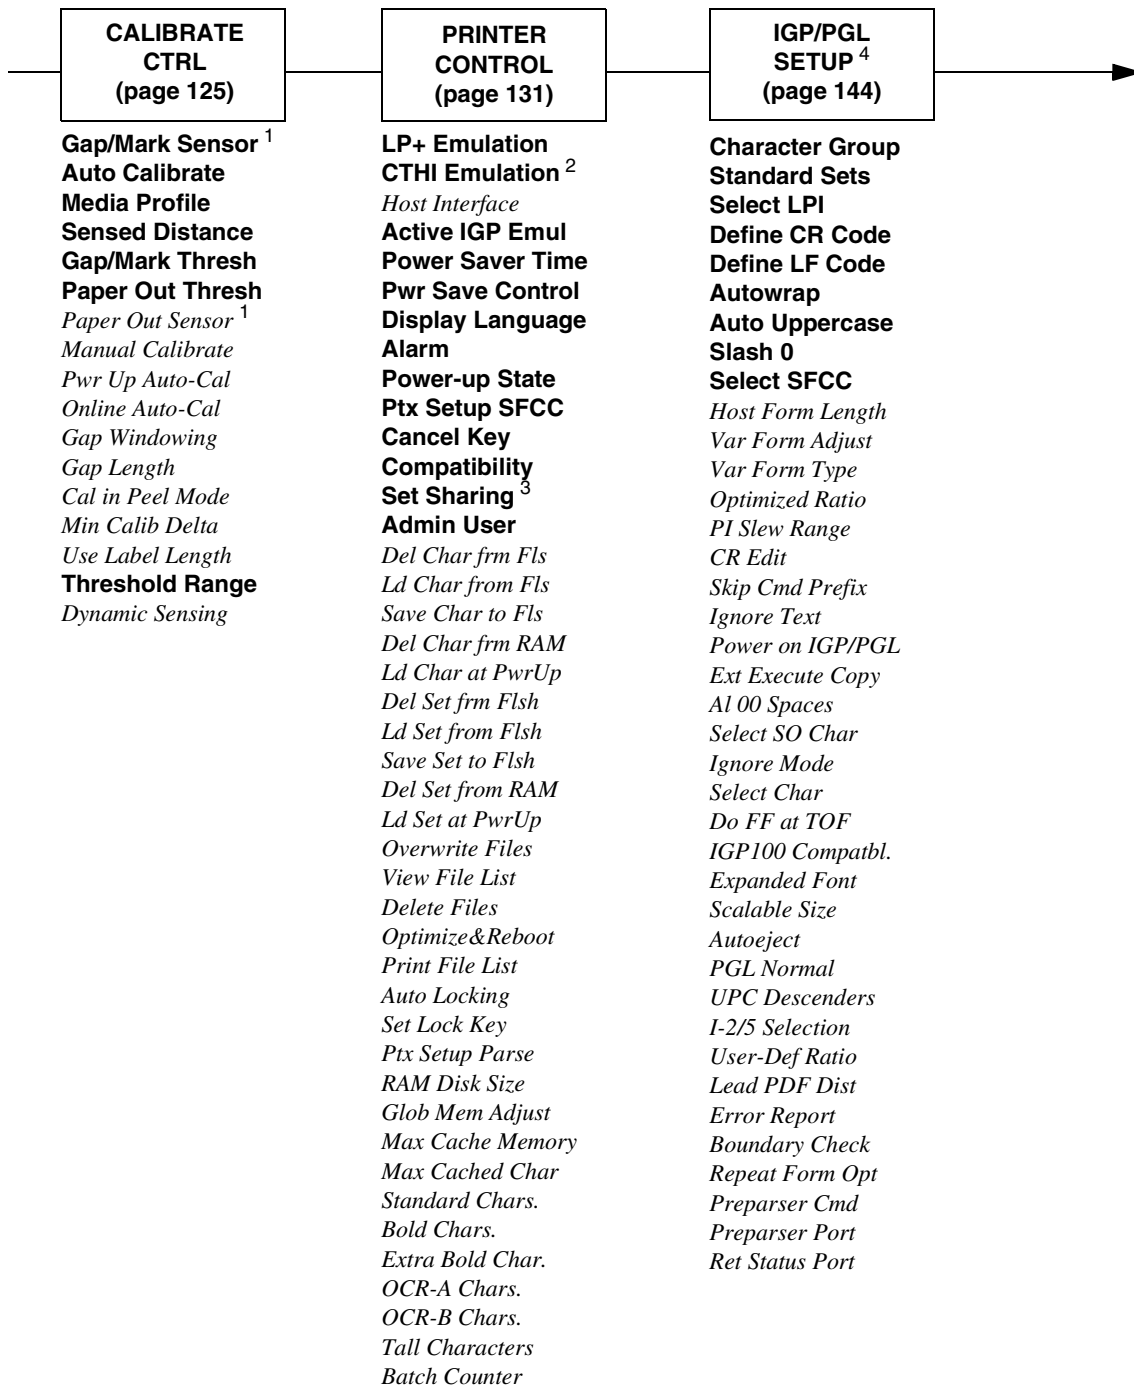 CALIBRATE
CTRL
(page 125)
Gap/Mark Sensor 1
Auto Calibrate
Media Profile
Sensed Distance
Gap/Mark Thresh
Paper Out Thresh
Paper Out Sensor 1
Manual Calibrate
Pwr Up Auto-Cal
Online Auto-Cal
Gap Windowing
Gap Length
Cal in Peel Mode
Min Calib Delta
Use Label Length
Threshold Range
Dynamic Sensing
PRINTER
CONTROL
(page 131)
LP+ Emulation
CTHI Emulation 2
Host Interface
Active IGP Emul
Power Saver Time
Pwr Save Control
Display Language
Alarm
Power-up State
Ptx Setup SFCC
Cancel Key
Compatibility
Set Sharing 3
Admin User
Del Char frm Fls
Ld Char from Fls
Save Char to Fls
Del Char frm RAM
Ld Char at PwrUp
Del Set frm Flsh
Ld Set from Flsh
Save Set to Flsh
Del Set from RAM
Ld Set at PwrUp
Overwrite Files
View File List
Delete Files
Optimize&Reboot
Print File List
Auto Locking
Set Lock Key
Ptx Setup Parse
RAM Disk Size
Glob Mem Adjust
Max Cache Memory
Max Cached Char
Standard Chars.
Bold Chars.
Extra Bold Char.
OCR-A Chars.
OCR-B Chars.
Tall Characters
Batch Counter
IGP/PGL
SETUP 4
(page 144)
Character Group
Standard Sets
Select LPI
Define CR Code
Define LF Code
Autowrap
Auto Uppercase
Slash 0
Select SFCC
Host Form Length
Var Form Adjust
Var Form Type
Optimized Ratio
PI Slew Range
CR Edit
Skip Cmd Prefix
Ignore Text
Power on IGP/PGL
Ext Execute Copy
Al 00 Spaces
Select SO Char
Ignore Mode
Select Char
Do FF at TOF
IGP100 Compatbl.
Expanded Font
Scalable Size
Autoeject
PGL Normal
UPC Descenders
I-2/5 Selection
User-Def Ratio
Lead PDF Dist
Error Report
Boundary Check
Repeat Form Opt
Preparser Cmd
Preparser Port
Ret Status Port